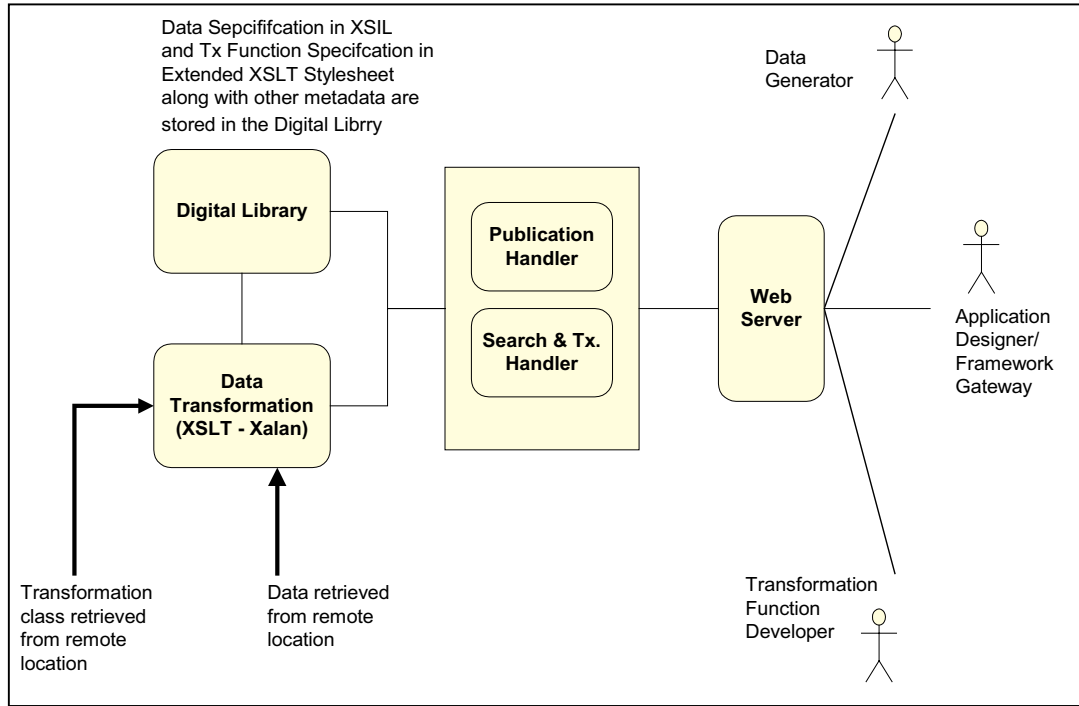 Data Sepcififcation in XSIL
and Tx Function Specifcation in
Extended XSLT Stylesheet
along with other metadata are
stored in the Digital Librry
Data
Generator
Digital Library
Publication
Handler
Web
Server
Search & Tx.
Handler
Application
Designer/
Framework
Gateway
Data
Transformation
(XSLT - Xalan)
Transformation
class retrieved
from remote
location
Data retrieved
from remote
location
Transformation
Function
Developer